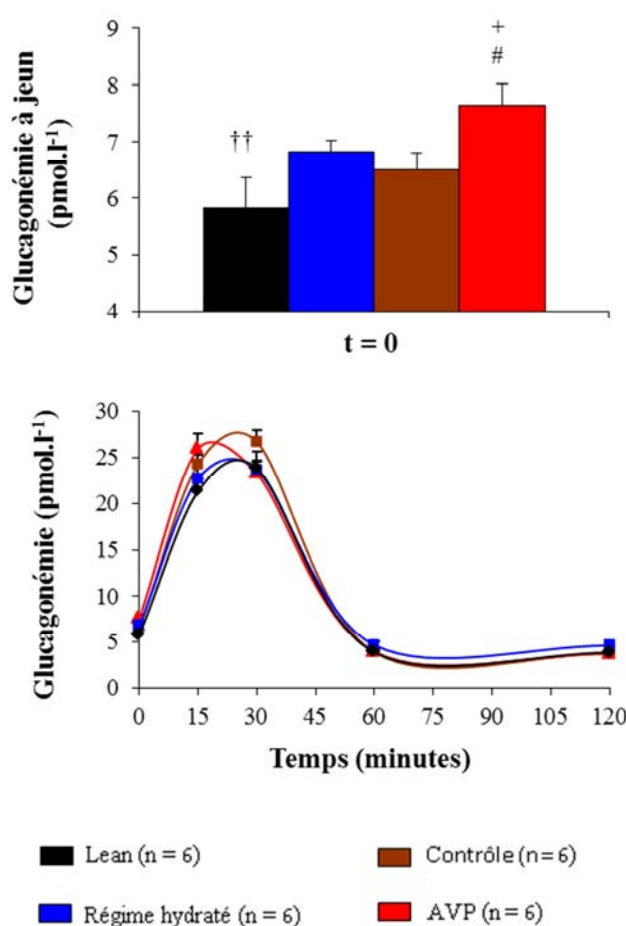 Glucagonémie à jeun
(pmol.l⁻¹)
9
8
7
6
5
4
††
+
#
t = 0
Glucagonémie (pmol.l⁻¹)
30
25
20
15
10
5
0
0 15 30 45 60 75 90 105 120
Temps (minutes)
Lean (n = 6)
Contrôle (n = 6)
Régime hydraté (n = 6)
AVP (n = 6)